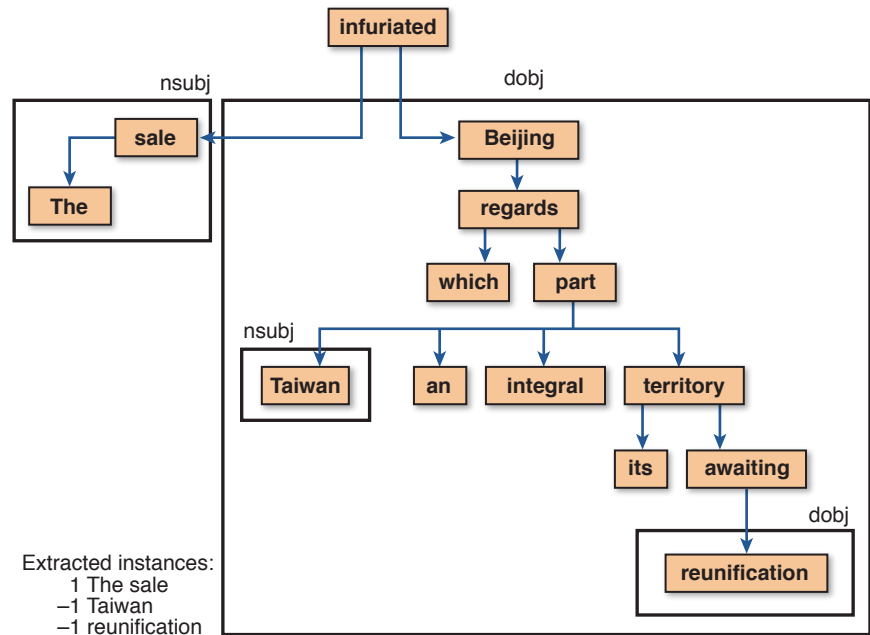 infuriated
nsubj
dobj
sale
Beijing
The
regards
which
part
nsubj
Taiwan
an
integral
territory
its
awaiting
dobj
reunification
Extracted instances:
1 The sale
–1 Taiwan
–1 reunification